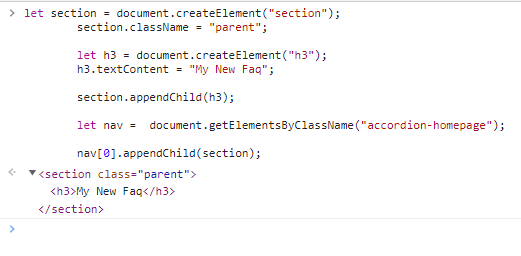 let section = document.createElement("section");
section.className = "parent";
let h3 = document.createElement("h3");
h3.textContent = "My New Faq";
section.appendChild(h3);
let nav =  document.getElementsByClassName("accordion-homepage");
nav[0].appendChild(section);
<section class="parent">
<h3>My New Faq</h3>
</section>